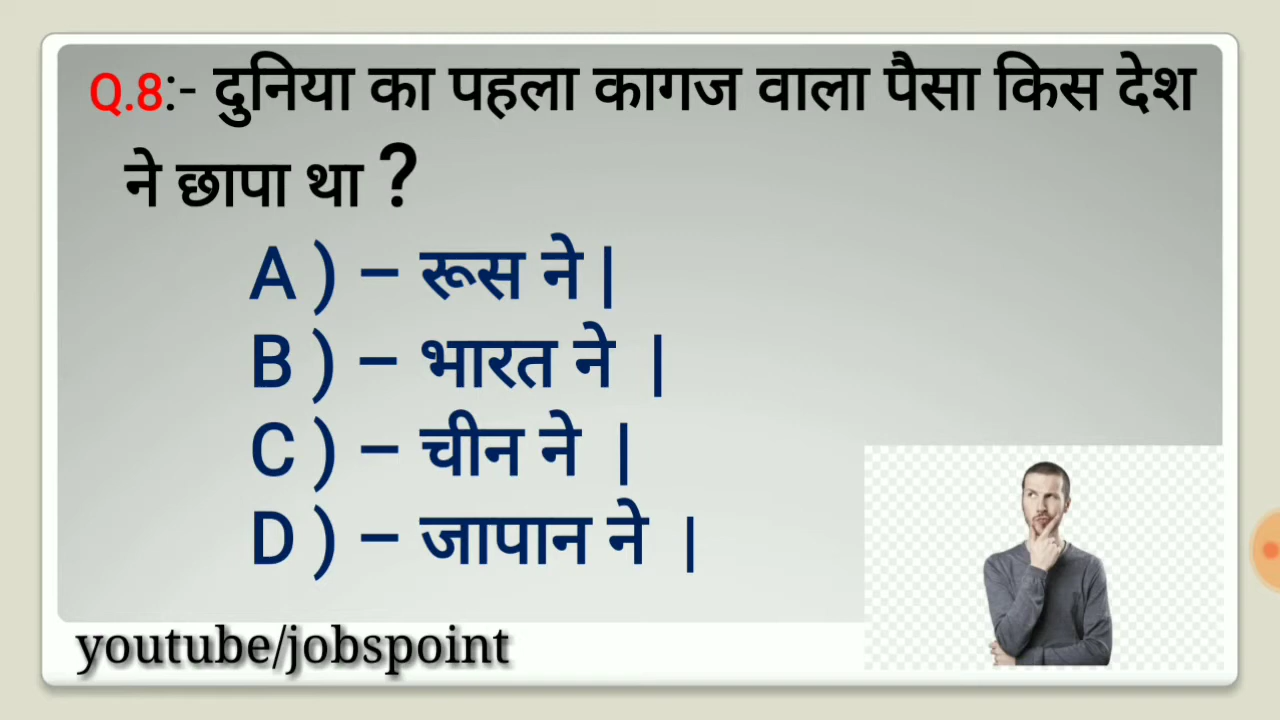 Q.8:- दुनिया का पहला कागज वाला पैसा किस देश
ने छापा था ?
A ) – रूस ने|
B ) – भारत ने |
C ) – चीन ने |
D ) – जापान ने |
youtube/jobspoint